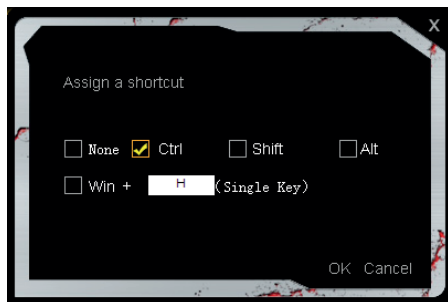 X
Assign a shortcut
None Ctrl Shift Alt
Win + H (Single Key)
OK Cancel